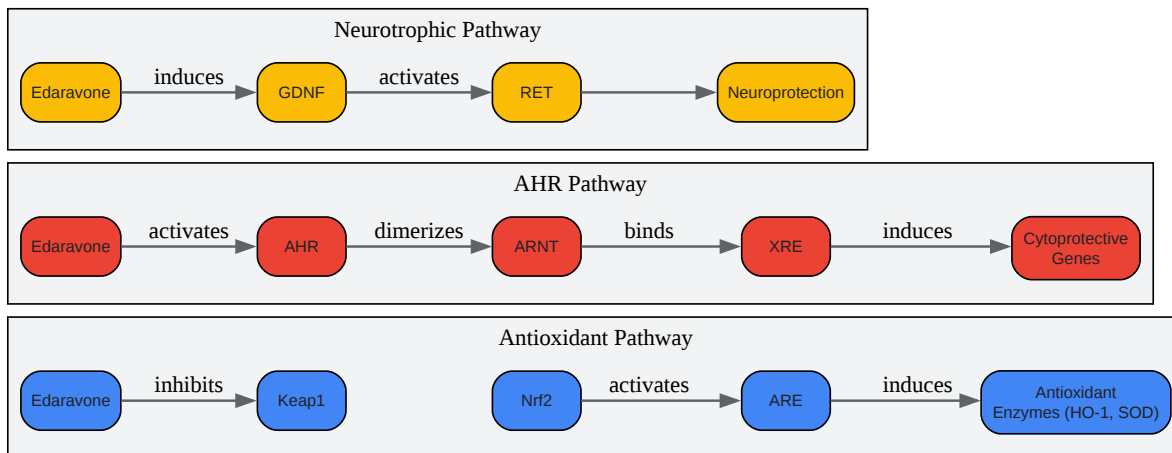 Neurotrophic Pathway
Edaravone induces GDNF activates RET Neuroprotection
AHR Pathway
Edaravone activates AHR dimerizes ARNT binds XRE induces Cytoprotective
Genes
Antioxidant Pathway
Edaravone inhibits Keap1 Nrf2 activates ARE induces Antioxidant
Enzymes (HO-1, SOD)